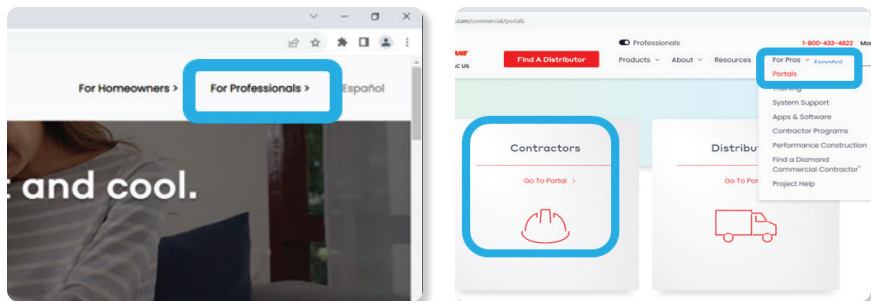 For Homeowners >
For Professionals >
Español
and cool.
.com/commercial/portals
Professionals
1-800-433-4822
Find A Distributor
Products
About
Resources
For Pros
Español
Portals
Training
System Support
Apps & Software
Contractor Programs
Performance Construction
Find a Diamond
Commercial Contractor
Project Help
Contractors
Go To Portal >
Distribu
Go To Por